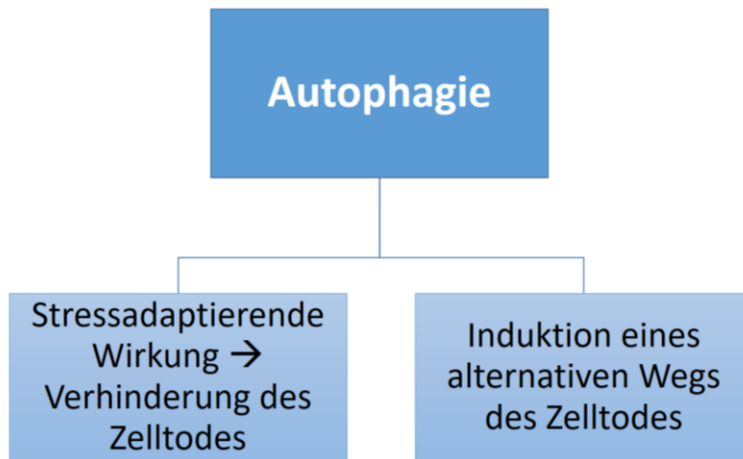 Autophagie
Stressadaptierende
Wirkung →
Verhinderung des
Zelltodes
Induktion eines
alternativen Wegs
des Zelltodes